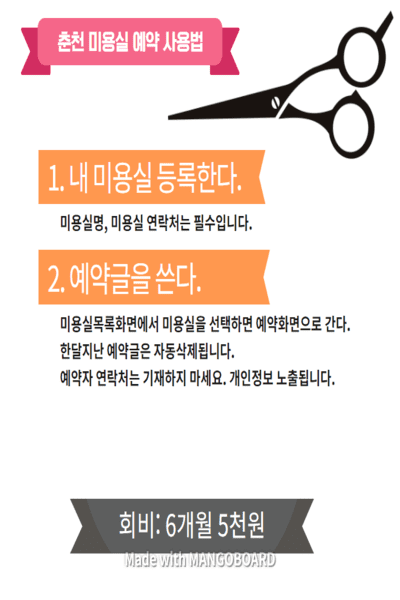 춘천 미용실 예약 사용법
1. 내 미용실 등록한다.
미용실명, 미용실 연락처는 필수입니다.
2. 예약글을 쓴다.
미용실목록화면에서 미용실을 선택하면 예약화면으로 간다.
한달지난 예약글은 자동삭제됩니다.
예약자 연락처는 기재하지 마세요. 개인정보 노출됩니다.
회비: 6개월 5천원
Made with MANGOBOARD